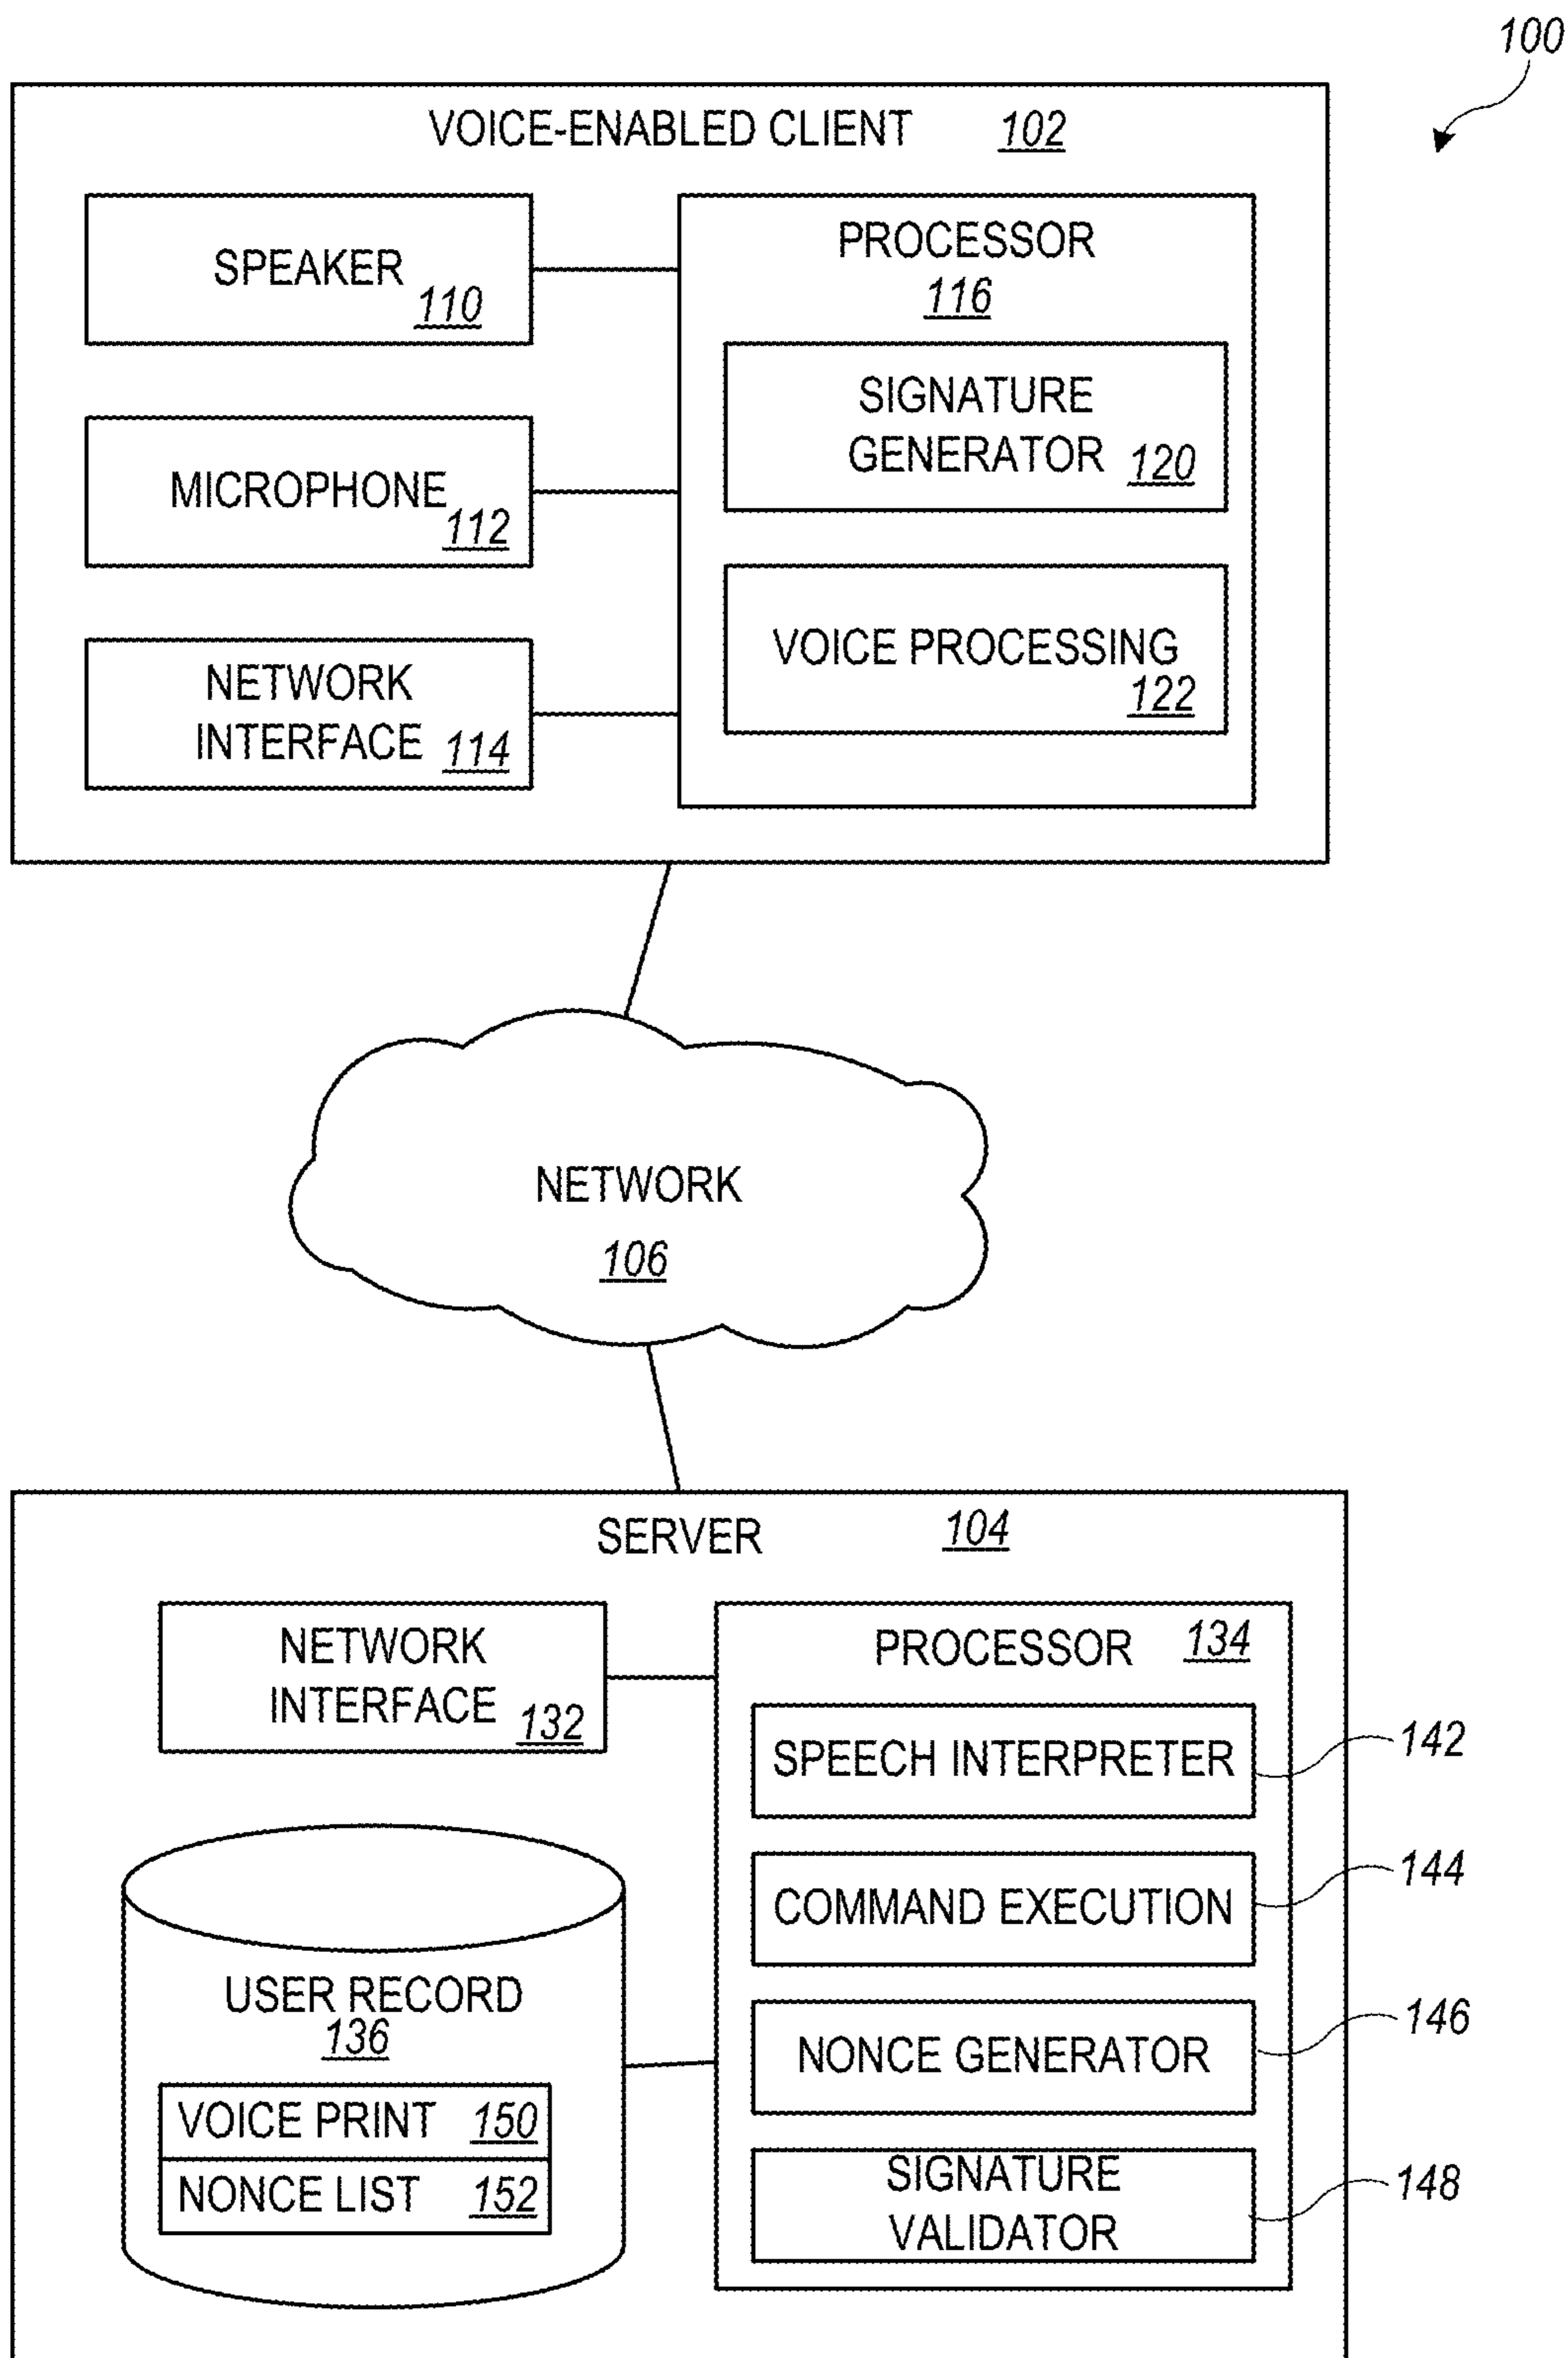 100
VOICE-ENABLED CLIENT 102
SPEAKER
110
MICROPHONE
112
NETWORK
INTERFACE 114
PROCESSOR
116
SIGNATURE
GENERATOR 120
VOICE PROCESSING
122
NETWORK
106
SERVER 104
NETWORK
INTERFACE 132
PROCESSOR 134
SPEECH INTERPRETER 142
COMMAND EXECUTION 144
NONCE GENERATOR 146
SIGNATURE
VALIDATOR 148
USER RECORD
136
VOICE PRINT 150
NONCE LIST 152